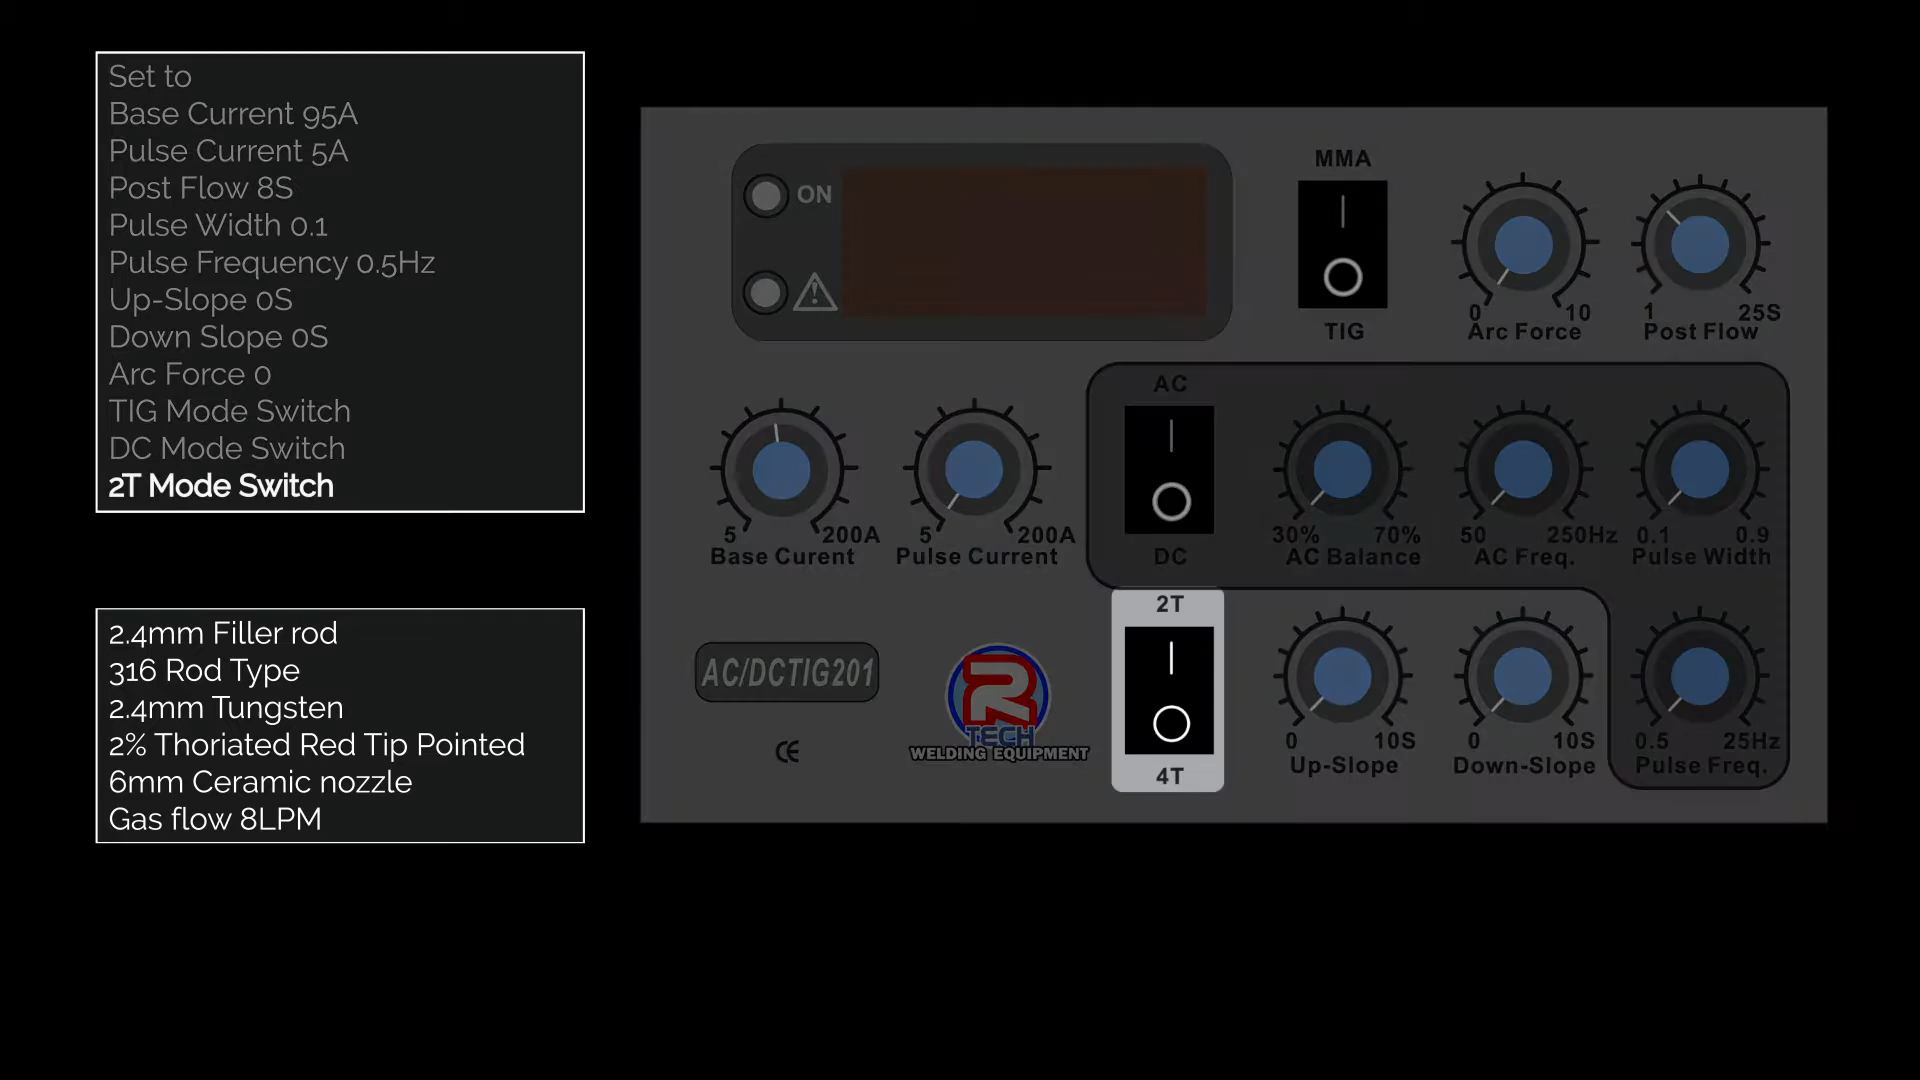 Set to
Base Current 95A
Pulse Current 5A
Post Flow 8S
Pulse Width 0.1
Pulse Frequency 0.5Hz
Up-Slope 0S
Down Slope 0S
Arc Force 0
TIG Mode Switch
DC Mode Switch
2T Mode Switch
2.4mm Filler rod
316 Rod Type
2.4mm Tungsten
2% Thoriated Red Tip Pointed
6mm Ceramic nozzle
Gas flow 8LPM
ON
MMA
TIG
0 10
Arc Force
1 25S
Post Flow
5 200A
Base Curent
5 200A
Pulse Current
AC
DC
30% 70%
AC Balance
50 250Hz
AC Freq.
0.1 0.9
Pulse Width
AC/DCTIG201
CE
R
TECH
WELDING EQUIPMENT
2T
4T
0 10S
Up-Slope
0 10S
Down-Slope
0.5 25Hz
Pulse Freq.